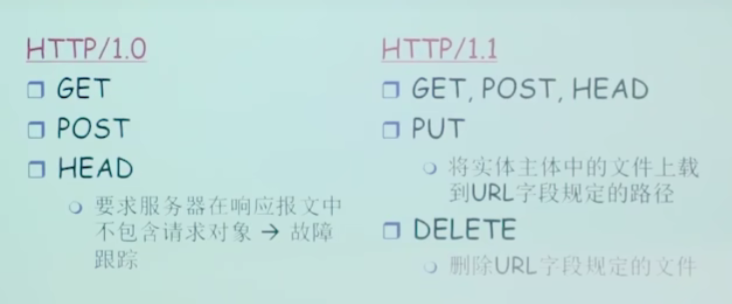 HTTP/1.0
GET
POST
HEAD
要求服务器在响应报文中
不包含请求对象 → 故障
跟踪
HTTP/1.1
GET, POST, HEAD
PUT
将实体主体中的文件上载
到URL字段规定的路径
DELETE
删除URL字段规定的文件